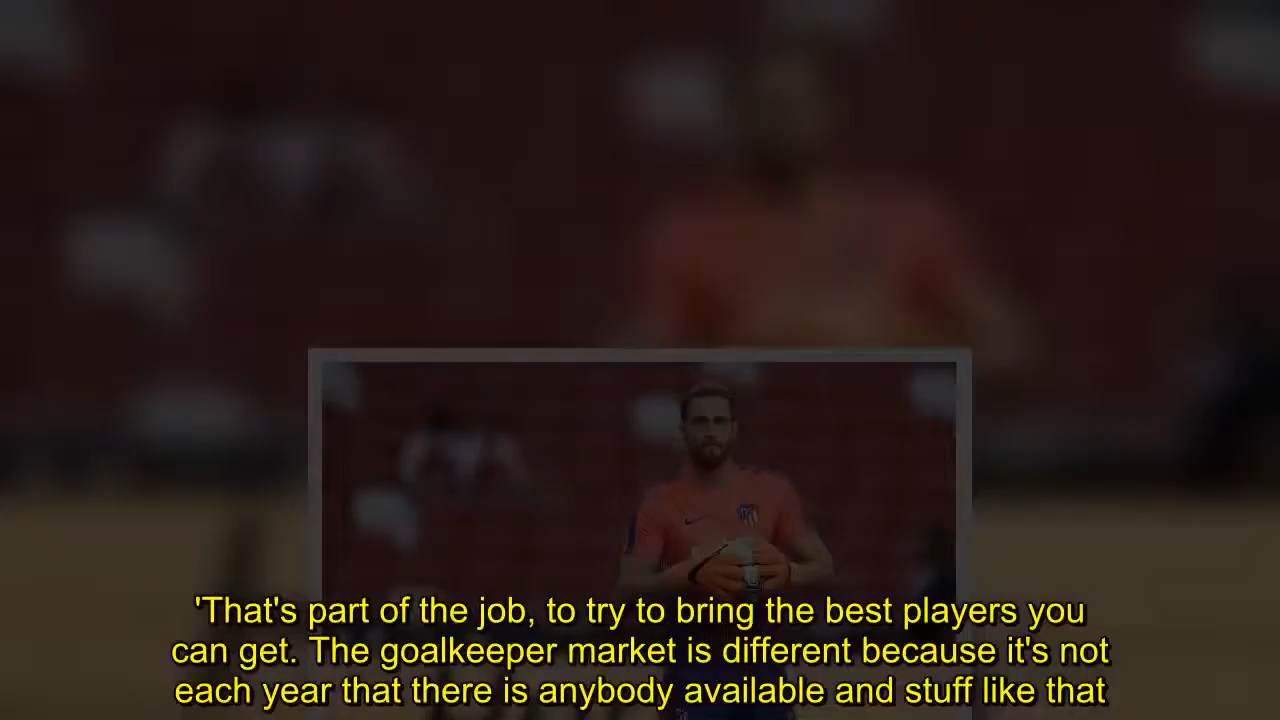 'That's part of the job, to try to bring the best players you
can get. The goalkeeper market is different because it's not
each year that there is anybody available and stuff like that